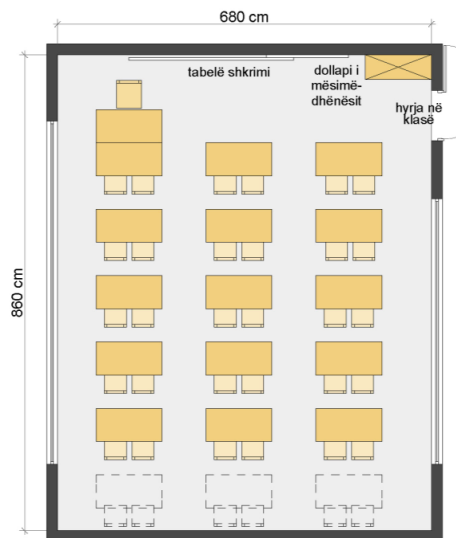 680 cm
tabelë shkrimi
dollapi i
mësimë-
dhënësit
hyrja në
klasë
860 cm